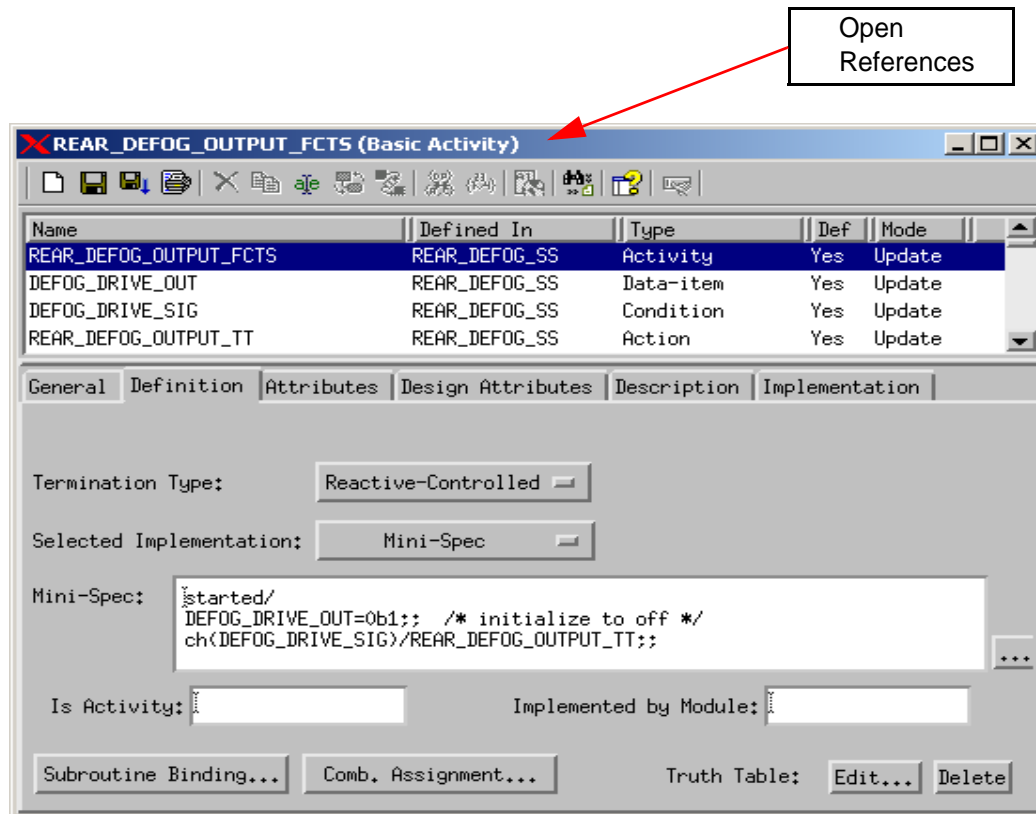 Open
References
REAR_DEFOG_OUTPUT_FCTS (Basic Activity)
Name Defined In Type Def Mode
REAR_DEFOG_OUTPUT_FCTS REAR_DEFOG_SS Activity Yes Update
DEFOG_DRIVE_OUT REAR_DEFOG_SS Data-item Yes Update
DEFOG_DRIVE_SIG REAR_DEFOG_SS Condition Yes Update
REAR_DEFOG_OUTPUT_TT REAR_DEFOG_SS Action Yes Update
General Definition Attributes Design Attributes Description Implementation
Termination Type: Reactive-Controlled
Selected Implementation: Mini-Spec
Mini-Spec: started/
DEFOG_DRIVE_OUT=0b1;; /* initialize to off */
ch(DEFOG_DRIVE_SIG)/REAR_DEFOG_OUTPUT_TT;;
...
Is Activity: Implemented by Module:
Subroutine Binding... Comb. Assignment... Truth Table: Edit... Delete